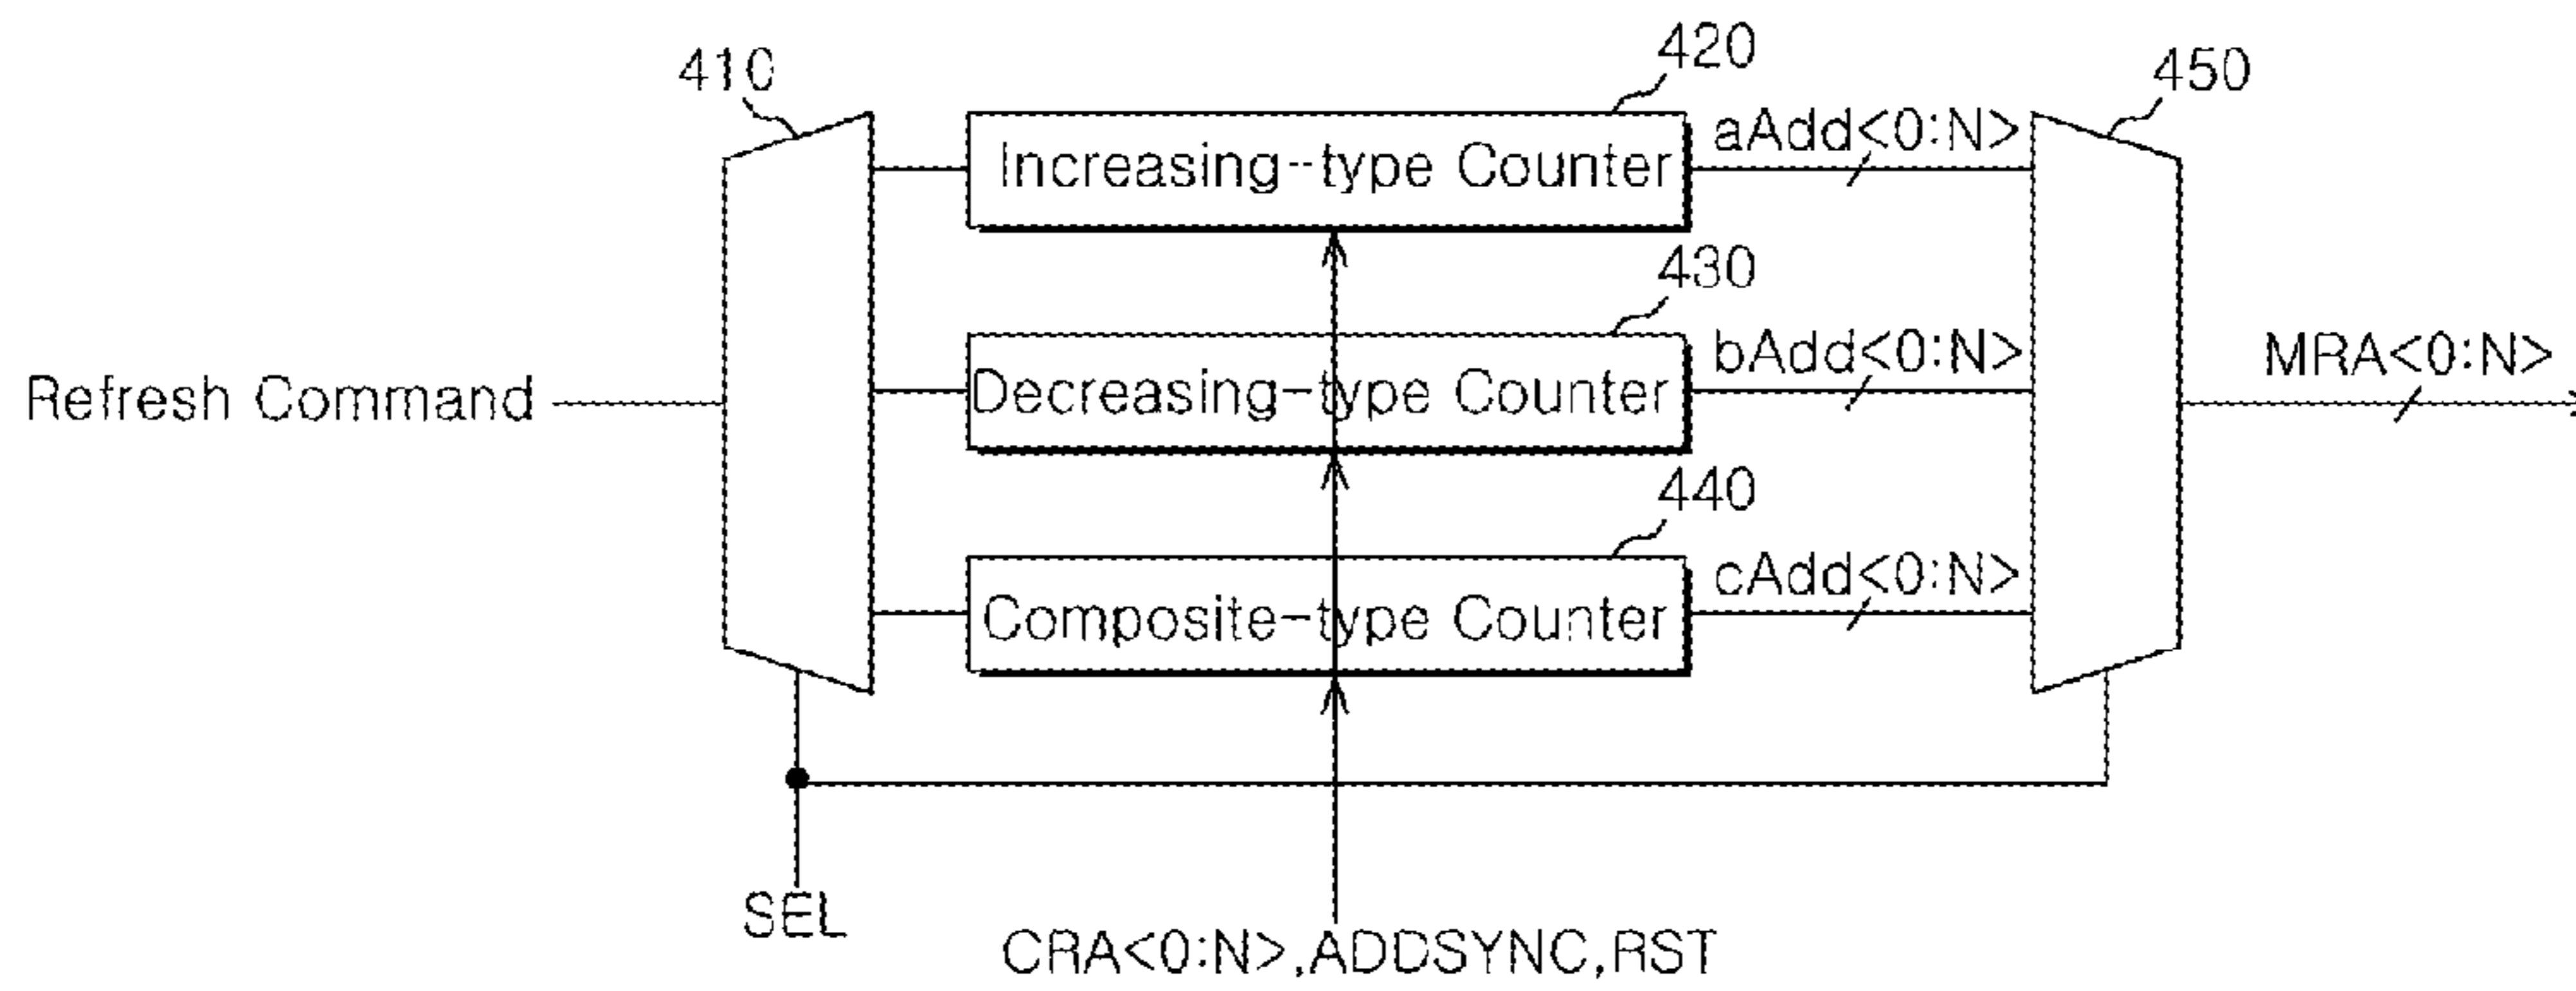 410
420
450
Increasing-type Counter
aAdd<0:N>
430
Decreasing-type Counter
bAdd<0:N>
Refresh Command
MRA<0:N>
440
Composite-type Counter
cAdd<0:N>
SEL
CRA<0:N>,ADDSYNC,RST